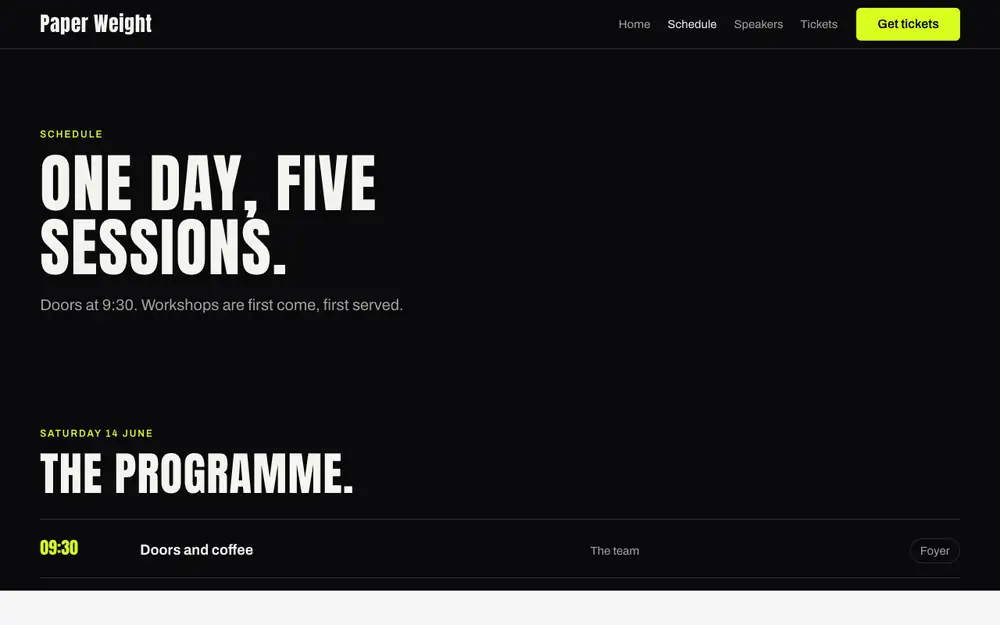 Paper Weight
Home Schedule Speakers Tickets Get tickets
SCHEDULE
ONE DAY, FIVE
SESSIONS.
Doors at 9:30. Workshops are first come, first served.
SATURDAY 14 JUNE
THE PROGRAMME.
09:30 Doors and coffee The team Foyer